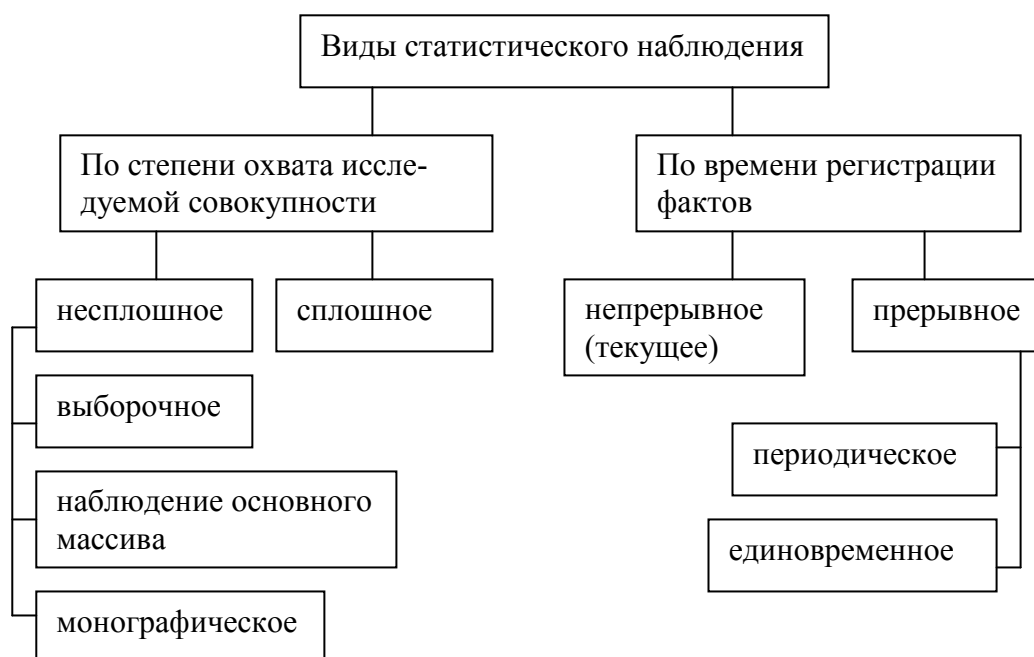 Виды статистического наблюдения
По степени охвата иссле-
дуемой совокупности
По времени регистрации
фактов
несплошное
сплошное
непрерывное
(текущее)
прерывное
выборочное
периодическое
наблюдение основного
массива
единовременное
монографическое